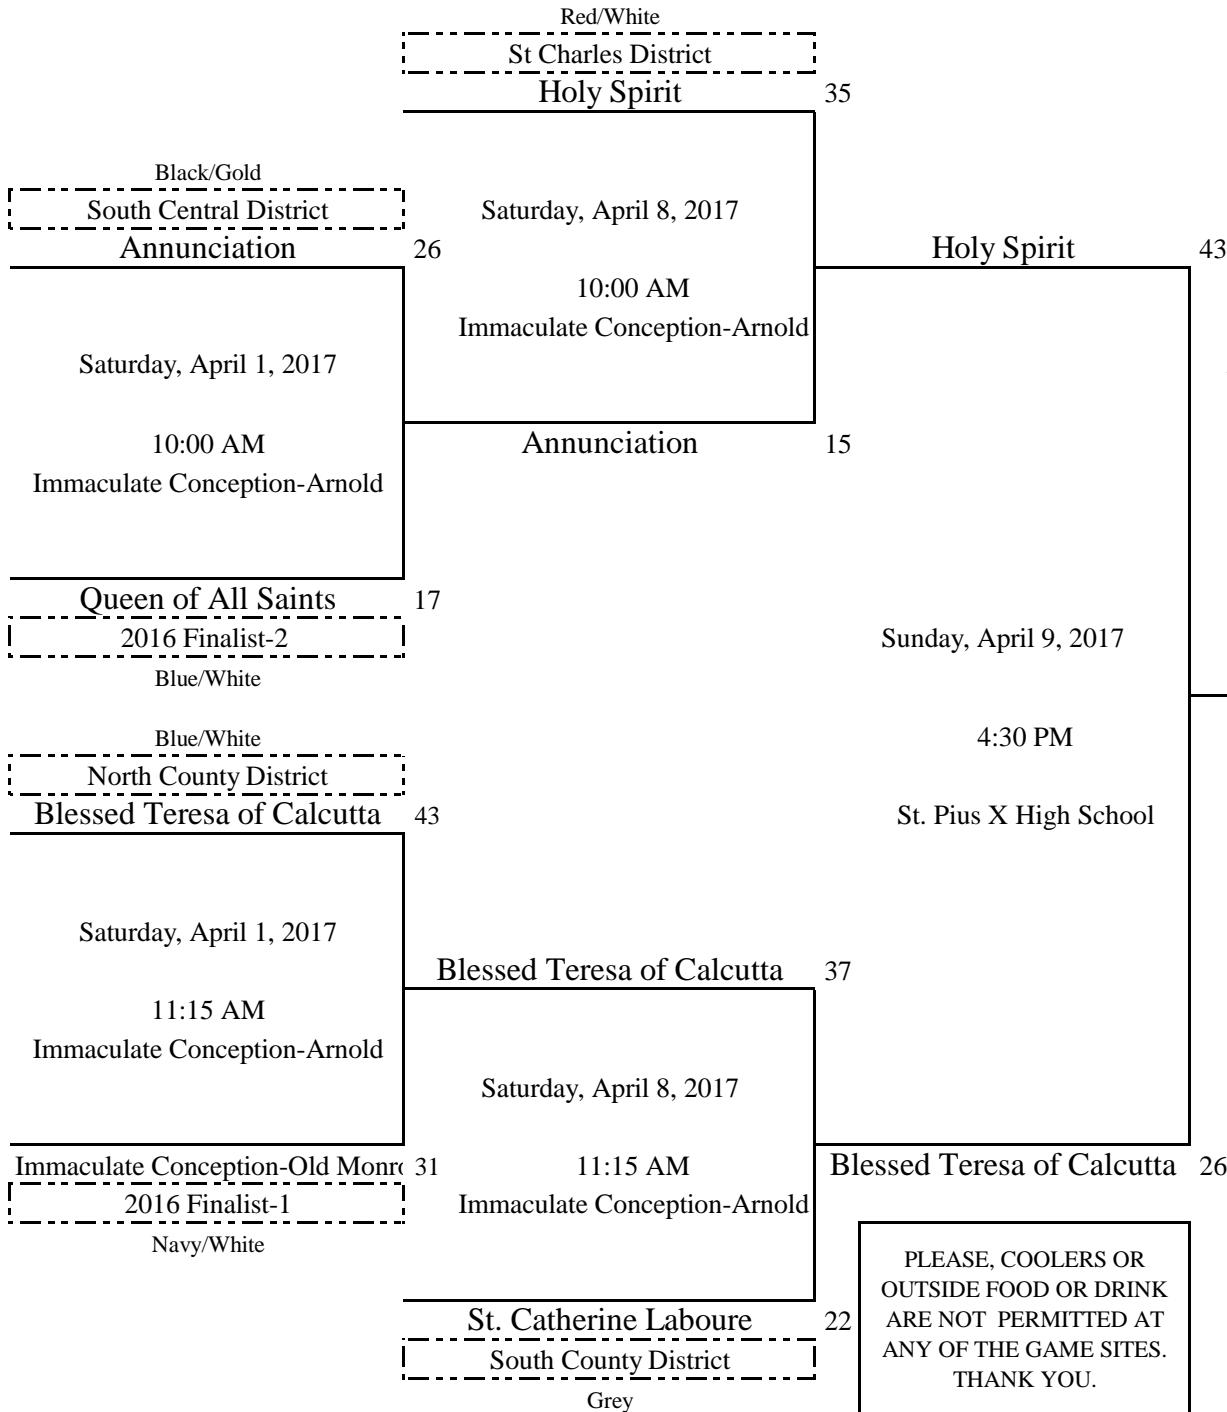 Red/White
St Charles District
Holy Spirit 35
Black/Gold
South Central District
Saturday, April 8, 2017
Annunciation 26
Holy Spirit 43
10:00 AM
Immaculate Conception-Arnold
Saturday, April 1, 2017
10:00 AM
Annunciation 15
Immaculate Conception-Arnold
Queen of All Saints 17
2016 Finalist-2
Sunday, April 9, 2017
Blue/White
Blue/White
4:30 PM
North County District
Blessed Teresa of Calcutta 43
St. Pius X High School
Saturday, April 1, 2017
Blessed Teresa of Calcutta 37
11:15 AM
Immaculate Conception-Arnold
Saturday, April 8, 2017
Immaculate Conception-Old Monr 31
11:15 AM
Blessed Teresa of Calcutta 26
2016 Finalist-1
Immaculate Conception-Arnold
Navy/White
PLEASE, COOLERS OR
OUTSIDE FOOD OR DRINK
ARE NOT PERMITTED AT
ANY OF THE GAME SITES.
THANK YOU.
St. Catherine Laboure 22
South County District
Grey